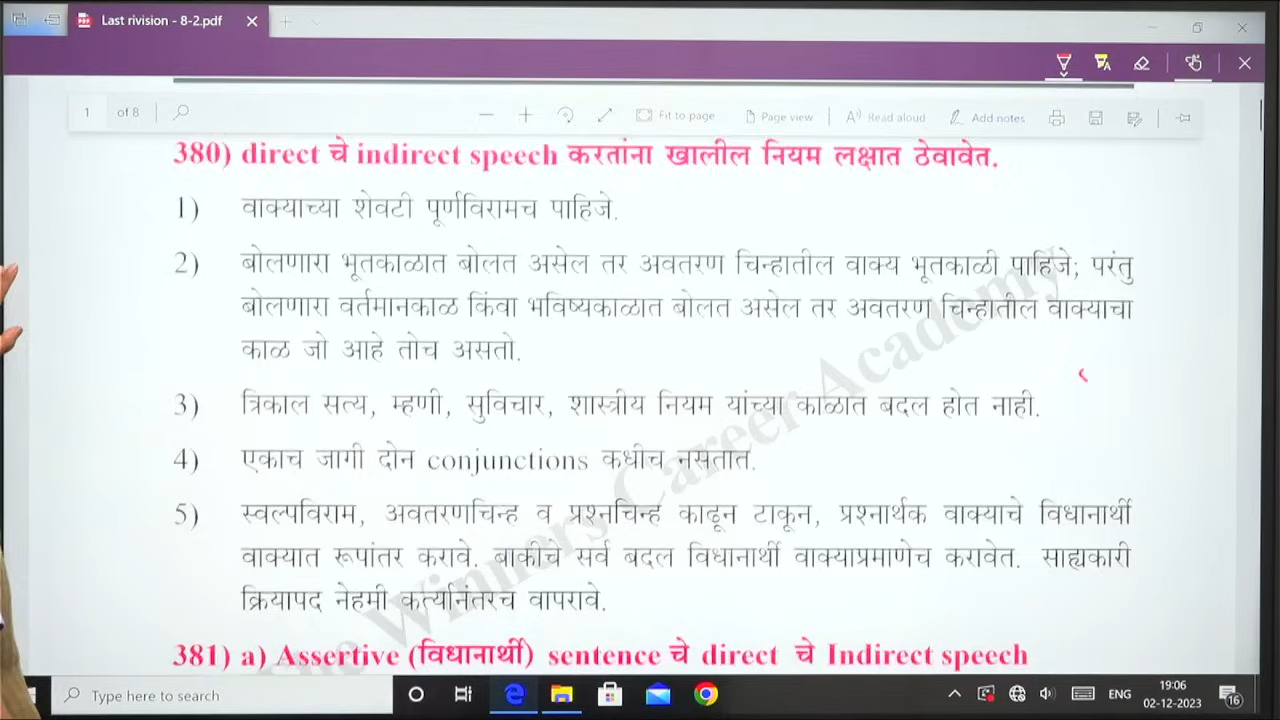 Last rivision - 8-2.pdf
1 of 8 Fit to page Page view Read aloud Add notes
380) direct चे indirect speech करतांना खालील नियम लक्षात ठेवावेत.
1) वाक्याच्या शेवटी पूर्णविरामच पाहिजे.
2) बोलणारा भूतकाळात बोलत असेल तर अवतरण चिन्हातील वाक्य भूतकाळी पाहिजे; परंतु
बोलणारा वर्तमानकाळ किंवा भविष्यकाळात बोलत असेल तर अवतरण चिन्हातील वाक्याचा
काळ जो आहे तोच असतो.
3) त्रिकाल सत्य, म्हणी, सुविचार, शास्त्रीय नियम यांच्या काळात बदल होत नाही.
4) एकाच जागी दोन conjunctions कधीच नसतात.
5) स्वल्पविराम, अवतरणचिन्ह व प्रश्नचिन्ह काढून टाकून, प्रश्नार्थक वाक्याचे विधानार्थी
वाक्यात रूपांतर करावे. बाकीचे सर्व बदल विधानार्थी वाक्याप्रमाणेच करावेत. साह्यकारी
क्रियापद नेहमी कर्त्यानंतरच वापरावे.
The Winners Career Academy
381) a) Assertive (विधानार्थी) sentence चे direct चे Indirect speech
Type here to search
ENG
19:06
02-12-2023
16